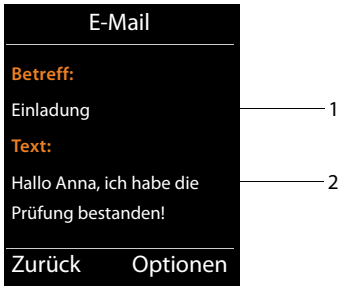 E-Mail
Betreff:
Einladung 1
Text:
Hallo Anna, ich habe die 2
Prüfung bestanden!
Zurück Optionen